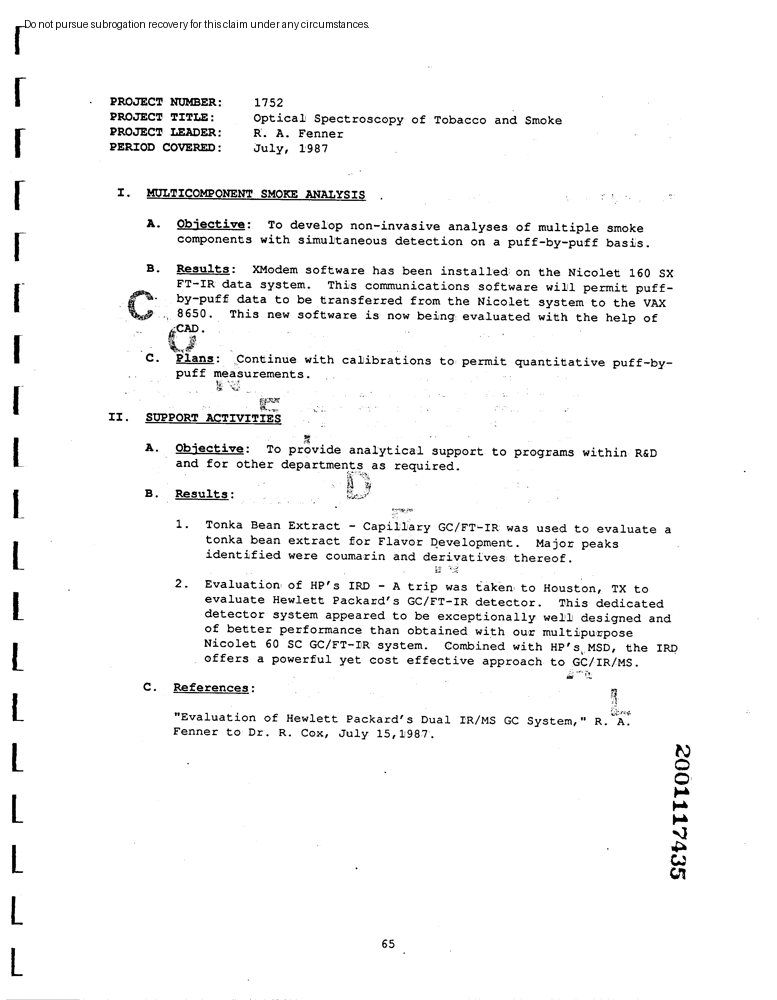 Do not pursue subrogation recovery for this claim under any circumstances.
PROJECT NUMBER: 1752
PROJECT TITLE: Optical Spectroscopy of Tobacco and Smoke
PROJECT LEADER: R. A. Fenner
PERIOD COVERED: July, 1987
I. MULTICOMPONENT SMOKE ANALYSIS
A. Objective: To develop non-invasive analyses of multiple smoke
components with simultaneous detection on a puff-by-puff basis.
B. Results: XModem software has been installed on the Nicolet 160 SX
FT-IR data system. This communications software will permit puff-
by-puff data to be transferred from the Nicolet system to the VAX
8650. This new software is now being evaluated with the help of
CAD.
C. Plans: Continue with calibrations to permit quantitative puff-by-
puff measurements.
II. SUPPORT ACTIVITIES
A. Objective: To provide analytical support to programs within R&D
and for other departments as required.
B. Results:
1. Tonka Bean Extract - Capillary GC/FT-IR was used to evaluate a
tonka bean extract for Flavor Development. Major peaks
identified were coumarin and derivatives thereof.
2. Evaluation of HP's IRD - A trip was taken to Houston, TX to
evaluate Hewlett Packard's GC/FT-IR detector. This dedicated
detector system appeared to be exceptionally well designed and
of better performance than obtained with our multipurpose
Nicolet 60 SC GC/FT-IR system. Combined with HP's MSD, the IRD
offers a powerful yet cost effective approach to GC/IR/MS.
C. References:
"Evaluation of Hewlett Packard's Dual IR/MS GC System," R. A.
Fenner to Dr. R. Cox, July 15,1987.
2001117435
65